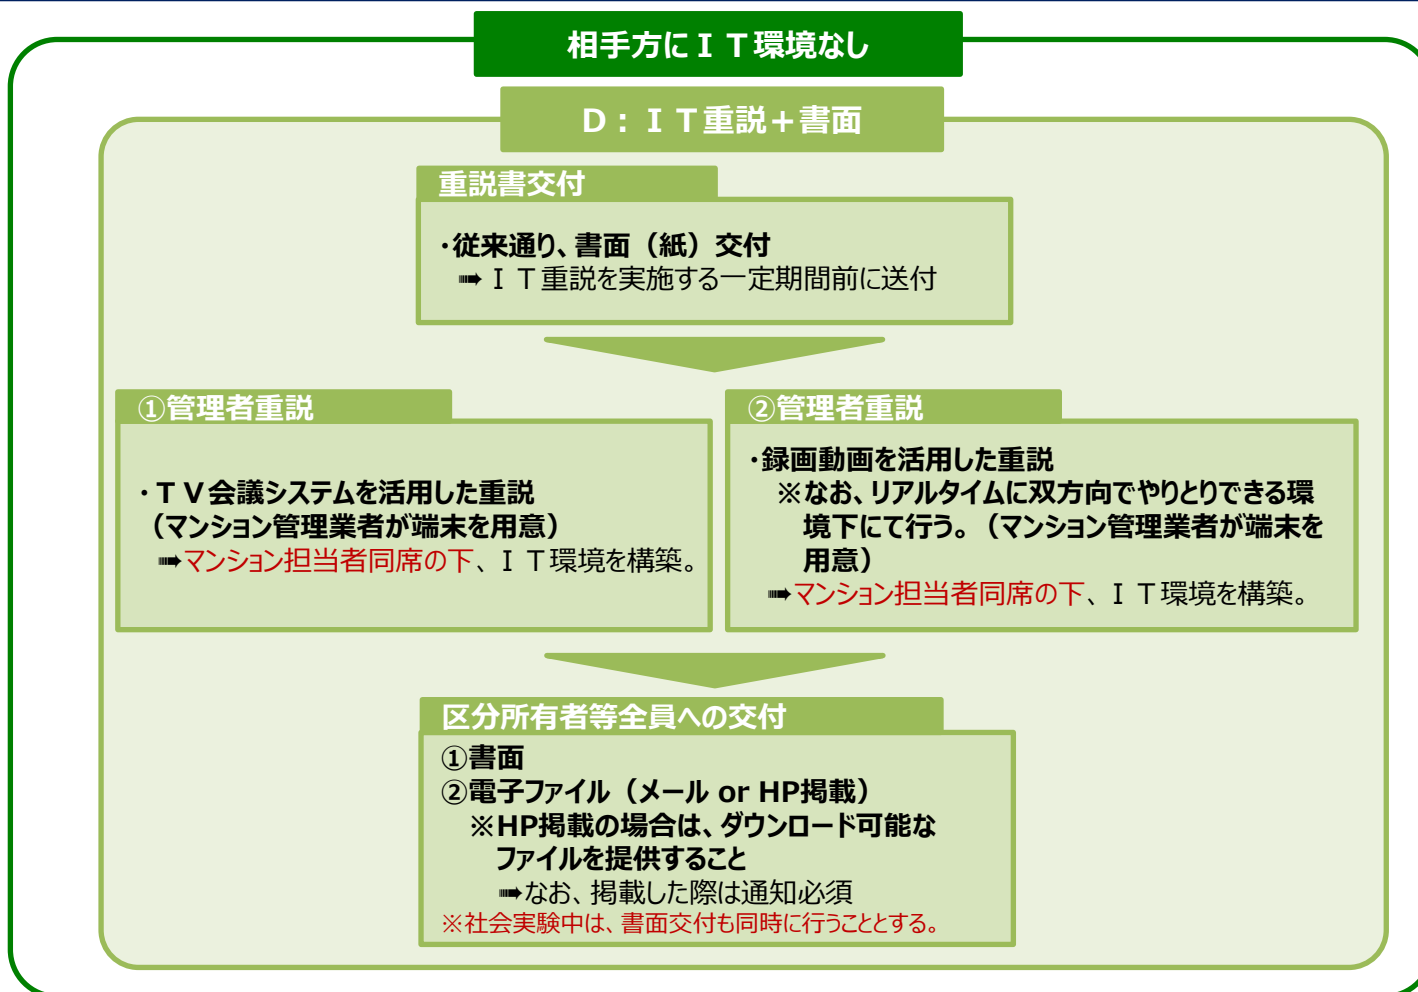 相手方にＩＴ環境なし
Ｄ：ＩＴ重説＋書面
重説書交付
・従来通り、書面（紙）交付
➠ＩＴ重説を実施する一定期間前に送付
①管理者重説
・ＴＶ会議システムを活用した重説
（マンション管理業者が端末を用意）
➠マンション担当者同席の下、ＩＴ環境を構築。
②管理者重説
・録画動画を活用した重説
※なお、リアルタイムに双方向でやりとりできる環
境下にて行う。（マンション管理業者が端末を
用意）
➠マンション担当者同席の下、ＩＴ環境を構築。
区分所有者等全員への交付
①書面
②電子ファイル（メール or HP掲載）
※HP掲載の場合は、ダウンロード可能な
ファイルを提供すること
➠なお、掲載した際は通知必須
※社会実験中は、書面交付も同時に行うこととする。